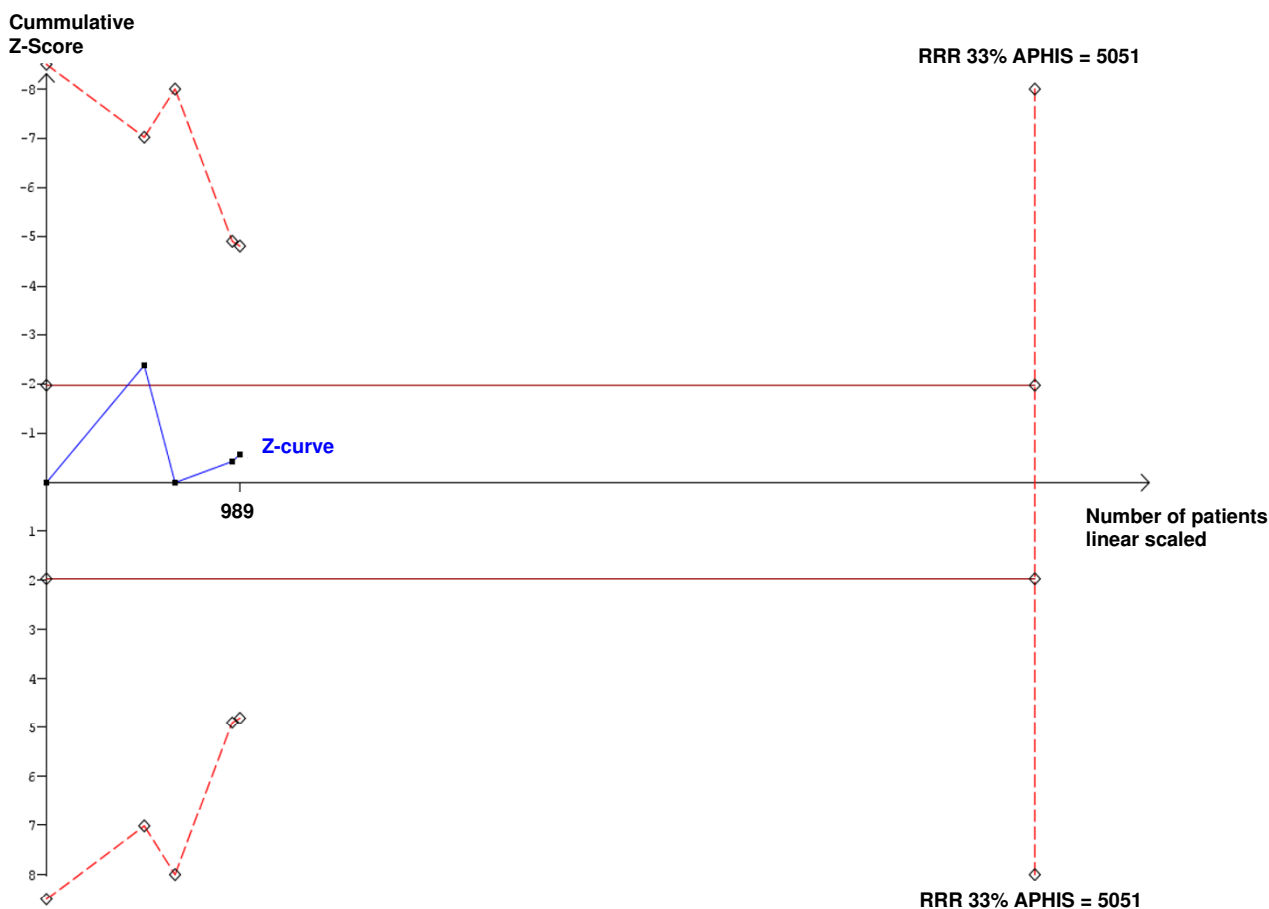 Cummulative
Z-Score
RRR 33% APHIS = 5051
-8
-7
-6
-5
-4
-3
-2
-1
Z-curve
989
Number of patients
linear scaled
1
2
3
4
5
6
7
8
RRR 33% APHIS = 5051